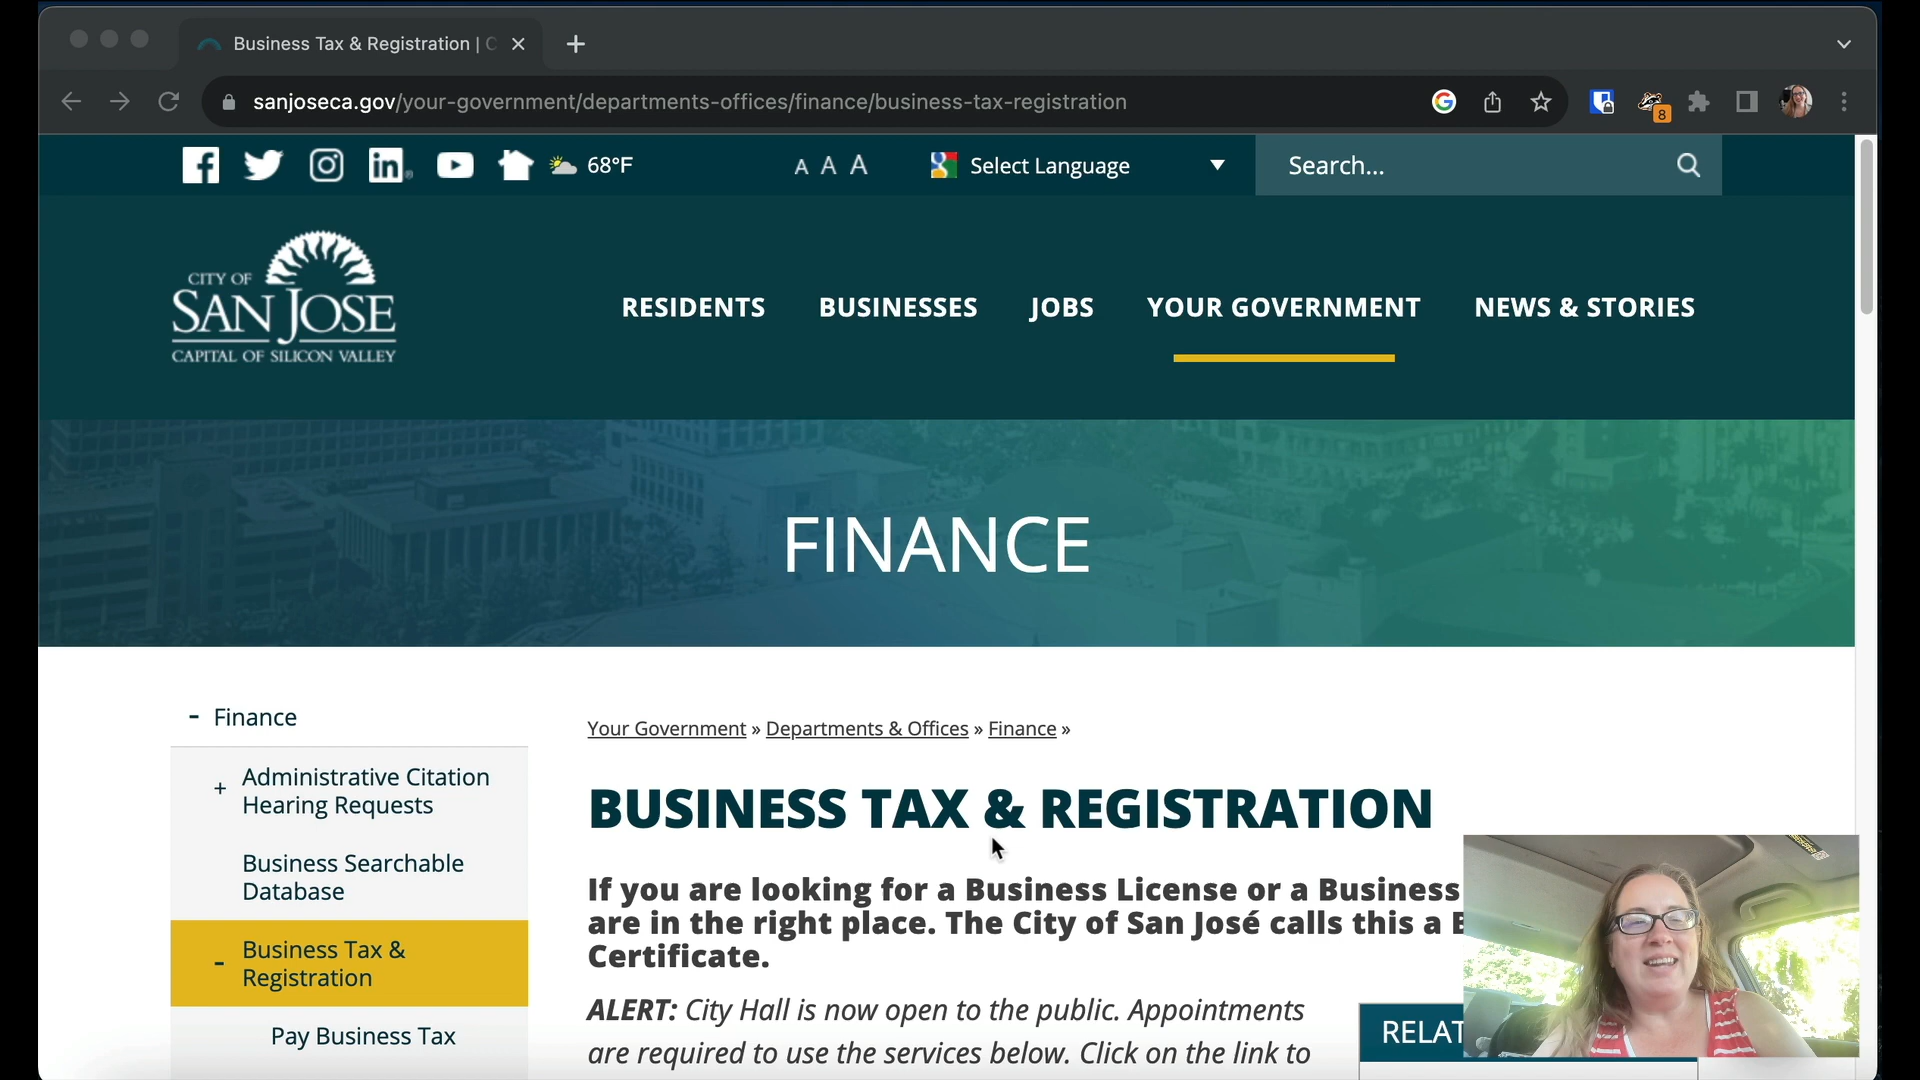 Business Tax & Registration | C
sanjoseca.gov/your-government/departments-offices/finance/business-tax-registration
8
68°F
A A A
Select Language
Search...
CITY OF
SAN JOSE
CAPITAL OF SILICON VALLEY
RESIDENTS
BUSINESSES
JOBS
YOUR GOVERNMENT
NEWS & STORIES
FINANCE
- Finance
+ Administrative Citation
Hearing Requests
Business Searchable
Database
- Business Tax &
Registration
Pay Business Tax
Your Government » Departments & Offices » Finance »
BUSINESS TAX & REGISTRATION
If you are looking for a Business License or a Business
are in the right place. The City of San José calls this a
Certificate.
ALERT: City Hall is now open to the public. Appointments
are required to use the services below. Click on the link to
RELAT